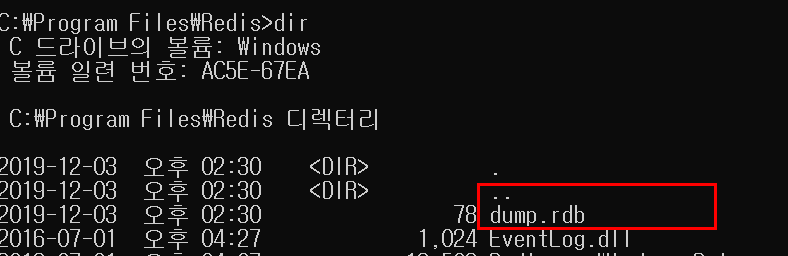 C:₩Program Files₩Redis>dir
C 드라이브의 볼륨: Windows
볼륨 일련 번호: AC5E-67EA
C:₩Program Files₩Redis 디렉터리
2019-12-03 오후 02:30 <DIR> .
2019-12-03 오후 02:30 <DIR> ..
2019-12-03 오후 02:30 78 dump.rdb
2016-07-01 오후 04:27 1,024 EventLog.dll